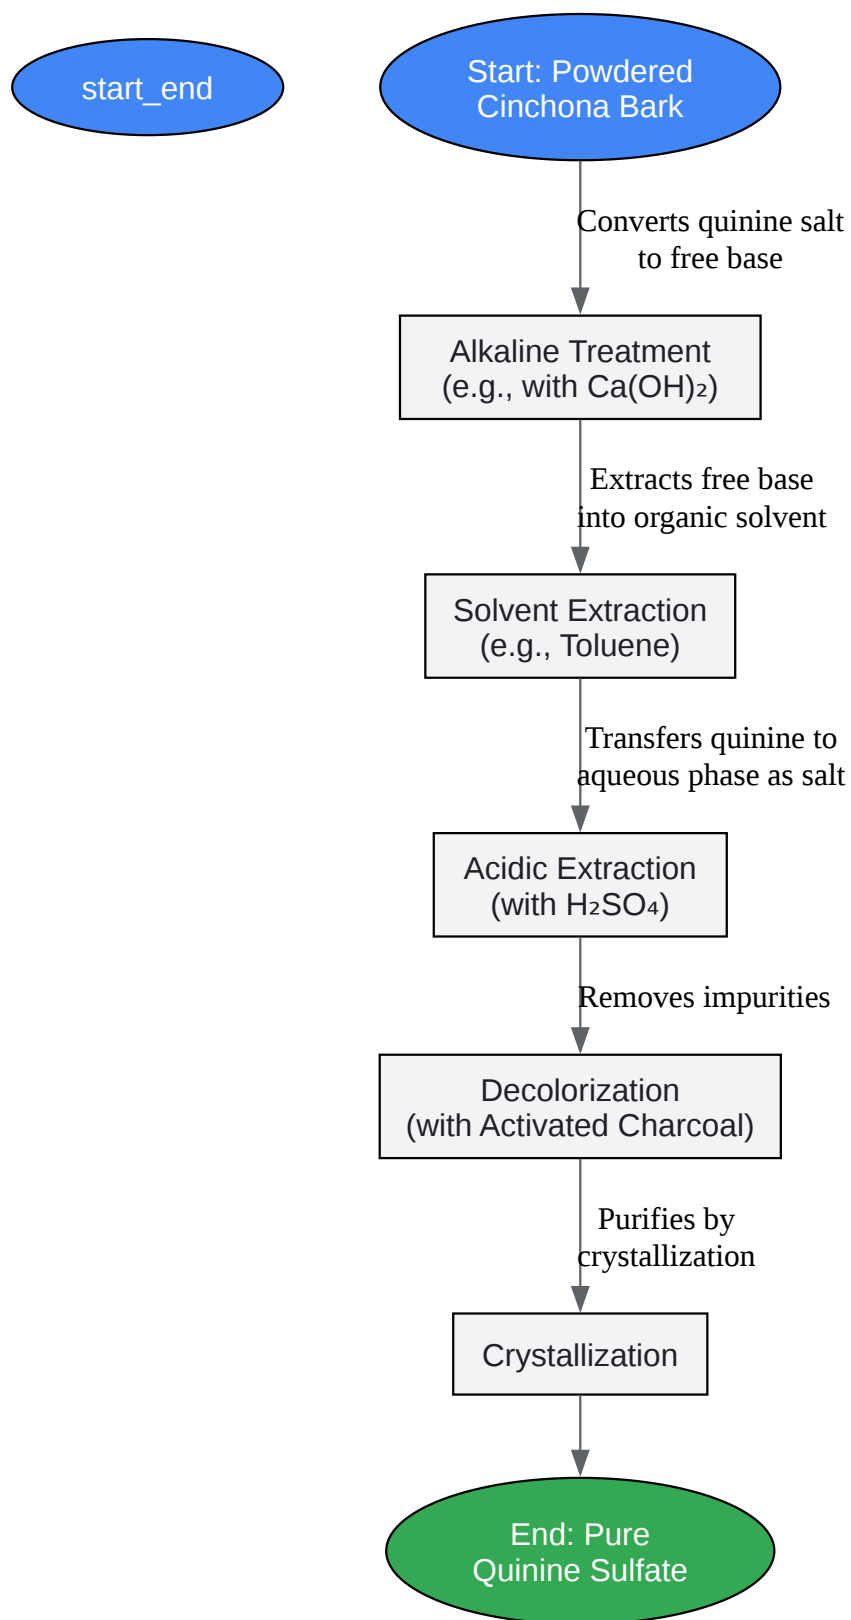 start_end
Start: Powdered
Cinchona Bark
Converts quinine salt
to free base
Alkaline Treatment
(e.g., with Ca(OH)₂)
Extracts free base
into organic solvent
Solvent Extraction
(e.g., Toluene)
Transfers quinine to
aqueous phase as salt
Acidic Extraction
(with H₂SO₄)
Removes impurities
Decolorization
(with Activated Charcoal)
Purifies by
crystallization
Crystallization
End: Pure
Quinine Sulfate